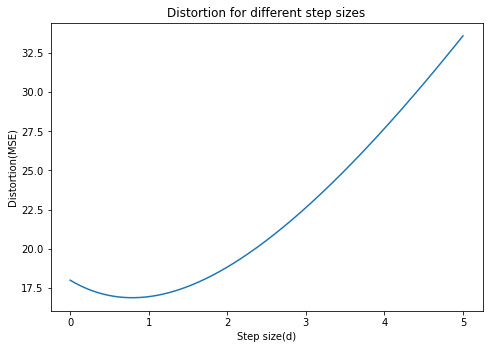 Distortion for different step sizes
32.5
30.0
27.5
25.0
22.5
20.0
17.5
Distortion(MSE)
0 1 2 3 4 5
Step size(d)